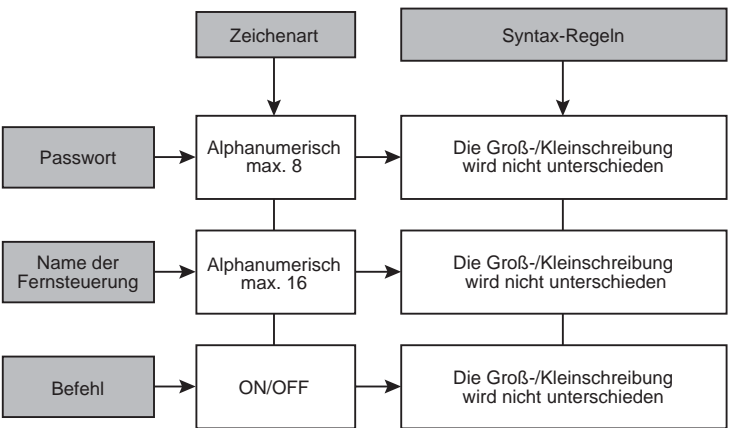 Zeichenart
Syntax-Regeln
Passwort
Alphanumerisch
max. 8
Die Groß-/Kleinschreibung
wird nicht unterschieden
Name der
Fernsteuerung
Alphanumerisch
max. 16
Die Groß-/Kleinschreibung
wird nicht unterschieden
Befehl
ON/OFF
Die Groß-/Kleinschreibung
wird nicht unterschieden